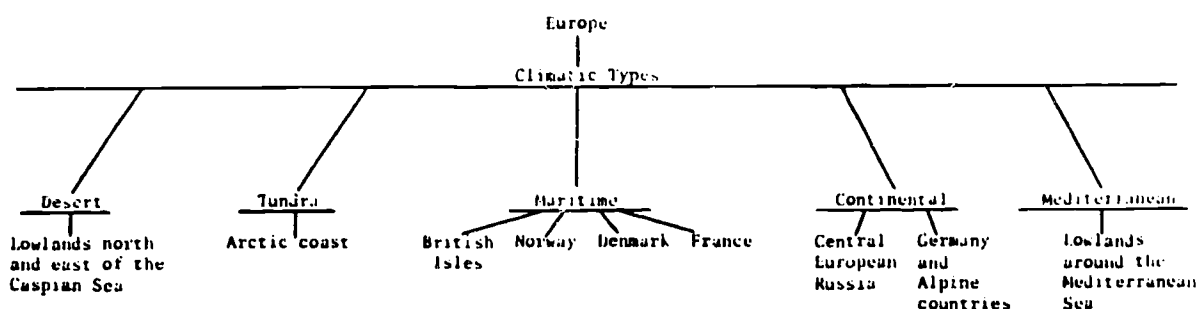 Europe
Climatic Types
Desert
Tundra
Maritime
Continental
Mediterranean
Lowlands north
and east of the
Caspian Sea
Arctic coast
British
Isles
Norway
Denmark
France
Central
European
Russia
Germany
and
Alpine
countries
Lowlands
around the
Mediterranean
Sea